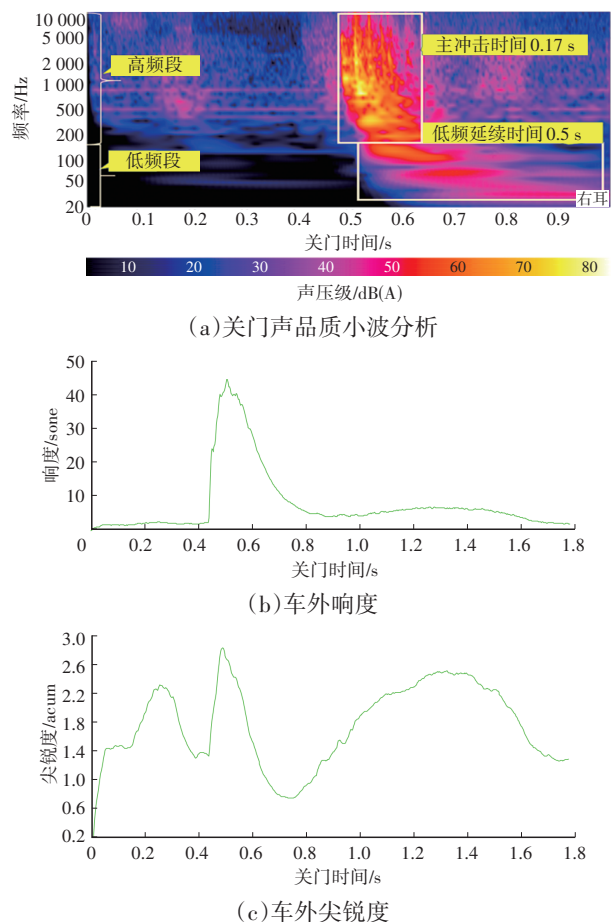 10 000
5 000
2 000
1 000
500
200
100
50
20
频率/Hz
高频段
低频段
主冲击时间0.17 s
低频延续时间0.5 s
右耳
0 0.1 0.2 0.3 0.4 0.5 0.6 0.7 0.8 0.9
关门时间/s
10 20 30 40 50 60 70 80
声压级/dB(A)
(a)关门声品质小波分析
50
40
30
20
10
响度/sone
0 0.2 0.4 0.6 0.8 1.0 1.2 1.4 1.6 1.8
关门时间/s
(b)车外响度
3.0
2.6
2.2
1.8
1.4
1.0
0.6
0.2
尖锐度/acum
0 0.2 0.4 0.6 0.8 1.0 1.2 1.4 1.6 1.8
关门时间/s
(c)车外尖锐度